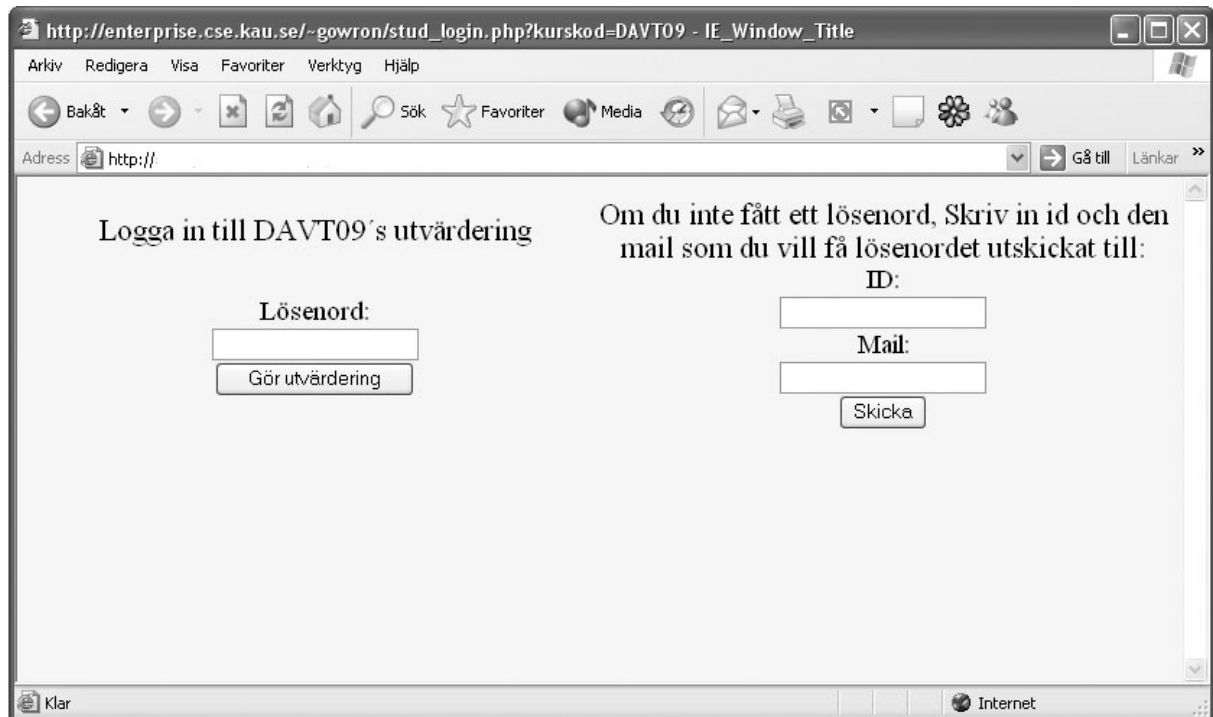 http://enterprise.cse.kau.se/~gowron/stud_login.php?kurskod=DAVT09 - IE_Window_Title
Arkiv Redigera Visa Favoriter Verktyg Hjälp
Bakåt Sök Favoriter Media
Adress http:// Gå till Länkar »
Logga in till DAVT09´s utvärdering
Lösenord:
Gör utvärdering
Om du inte fått ett lösenord, Skriv in id och den
mail som du vill få lösenordet utskickat till:
ID:
Mail:
Skicka
Klar Internet